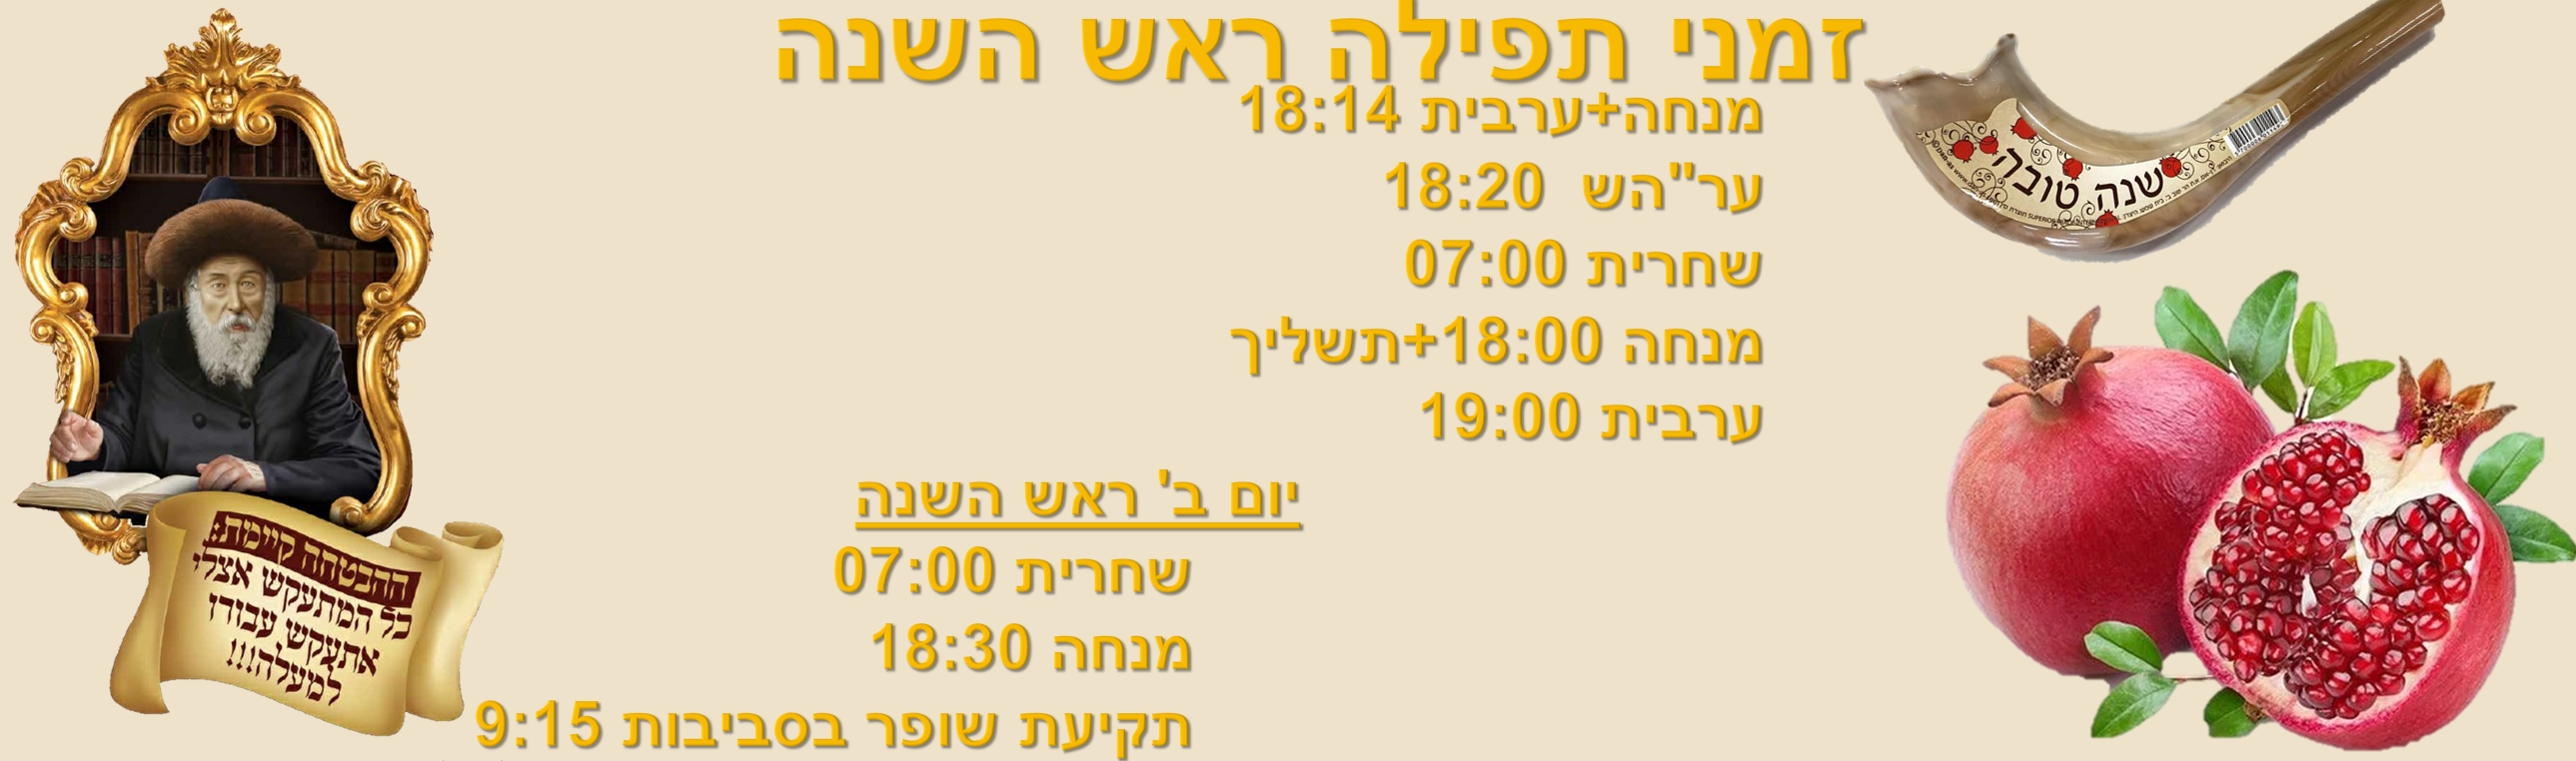 זמני תפילה ראש השנה
מנחה+ערבית 18:14
ער"הש 18:20
שחרית 07:00
מנחה 18:00+תשליך
ערבית 19:00
יום ב' ראש השנה
שחרית 07:00
מנחה 18:30
תקיעת שופר בסביבות 9:15
שנה טובה
ההבטחה קיימת:
כל המתעקש אצלי
אתעקש עבורו
למעלה!!!